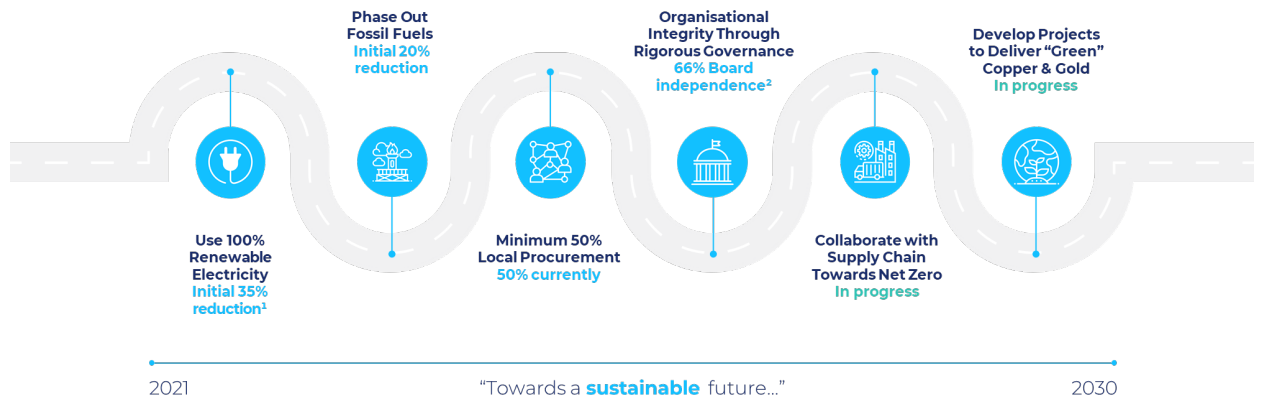 Use 100%
Renewable
Electricity
Initial 35%
reduction¹
Phase Out
Fossil Fuels
Initial 20%
reduction
Minimum 50%
Local Procurement
50% currently
Organisational
Integrity Through
Rigorous Governance
66% Board
independence²
Collaborate with
Supply Chain
Towards Net Zero
In progress
Develop Projects
to Deliver “Green”
Copper & Gold
In progress
2021
“Towards a sustainable future...”
2030